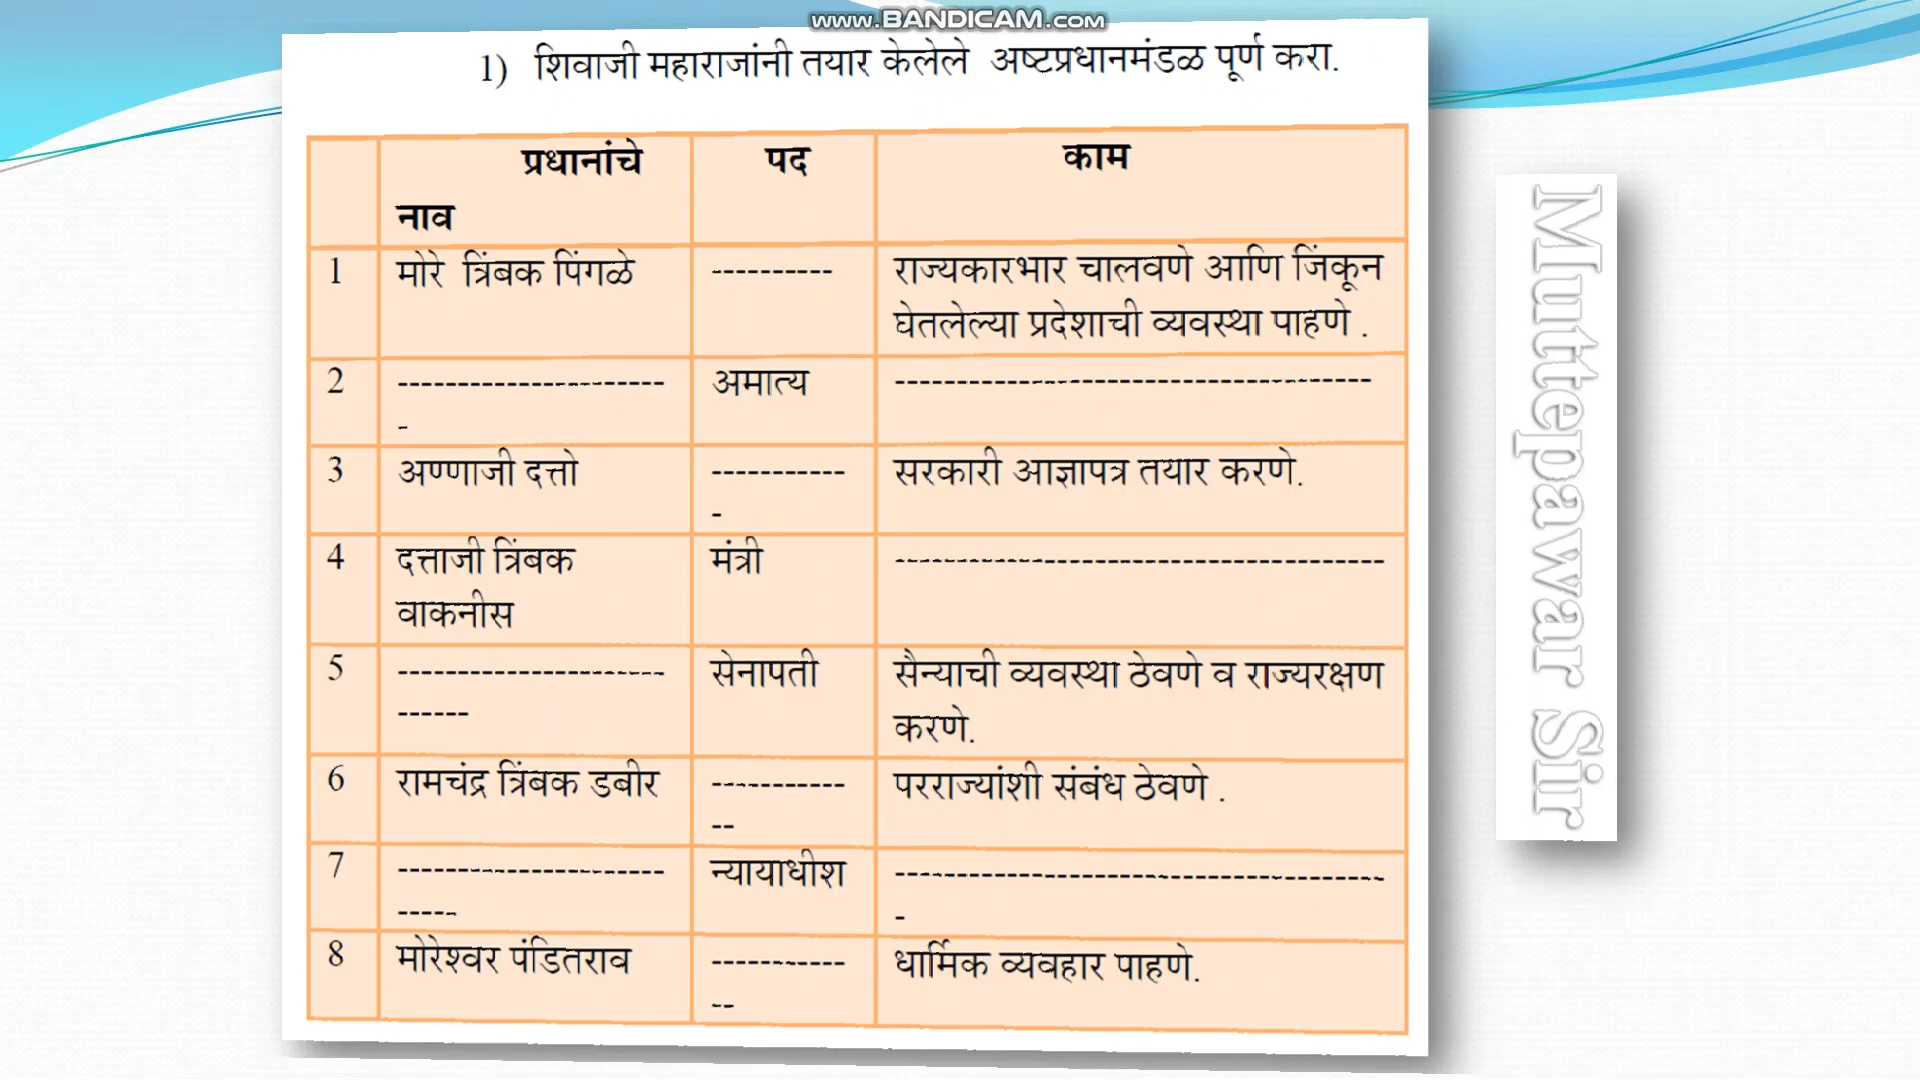 www.BANDICAM.com
1) शिवाजी महाराजांनी तयार केलेले अष्टप्रधानमंडळ पूर्ण करा.
प्रधानांचे नाव पद काम
1 मोरे त्रिंबक पिंगळे ---------- राज्यकारभार चालवणे आणि जिंकून
घेतलेल्या प्रदेशाची व्यवस्था पाहणे .
2 ---------------------- अमात्य ---------------------------------------
-
3 अण्णाजी दत्तो ----------- सरकारी आज्ञापत्र तयार करणे.
-
4 दत्ताजी त्रिंबक मंत्री ----------------------------------------
वाकनीस
5 ---------------------- सेनापती सैन्याची व्यवस्था ठेवणे व राज्यरक्षण
------ करणे.
6 रामचंद्र त्रिंबक डबीर ----------- परराज्यांशी संबंध ठेवणे .
--
7 ---------------------- न्यायाधीश ----------------------------------------
----- -
8 मोरेश्वर पंडितराव ----------- धार्मिक व्यवहार पाहणे.
--
Muttepawar Sir